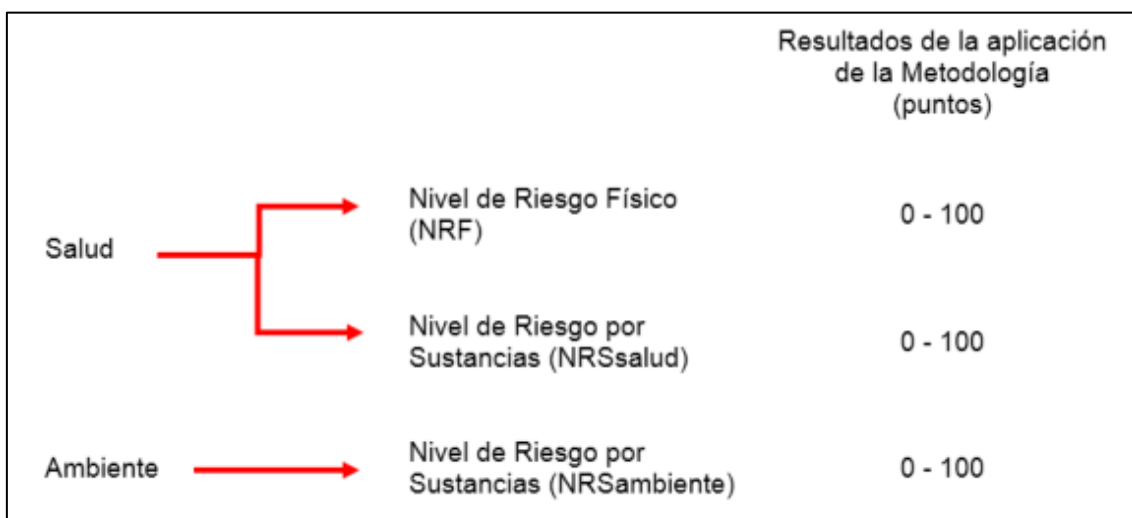 Resultados de la aplicación
de la Metodología
(puntos)
Salud
Nivel de Riesgo Físico
(NRF)
0 - 100
Nivel de Riesgo por
Sustancias (NRSsalud)
0 - 100
Ambiente
Nivel de Riesgo por
Sustancias (NRSambiente)
0 - 100